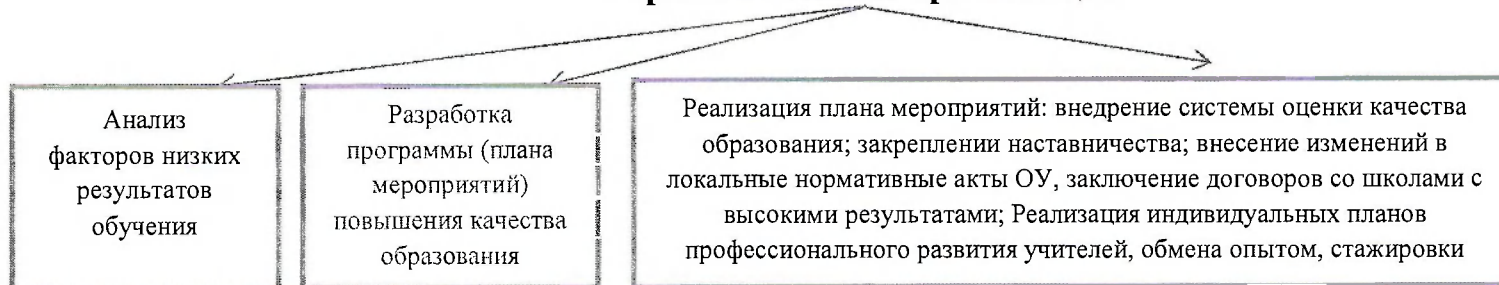 Анализ
факторов низких
результатов
обучения
Разработка
программы (плана
мероприятий)
повышения качества
образования
Реализация плана мероприятий: внедрение системы оценки качества
образования; закреплении наставничества; внесение изменений в
локальные нормативные акты ОУ, заключение договоров со школами с
высокими результатами; Реализация индивидуальных планов
профессионального развития учителей, обмена опытом, стажировки